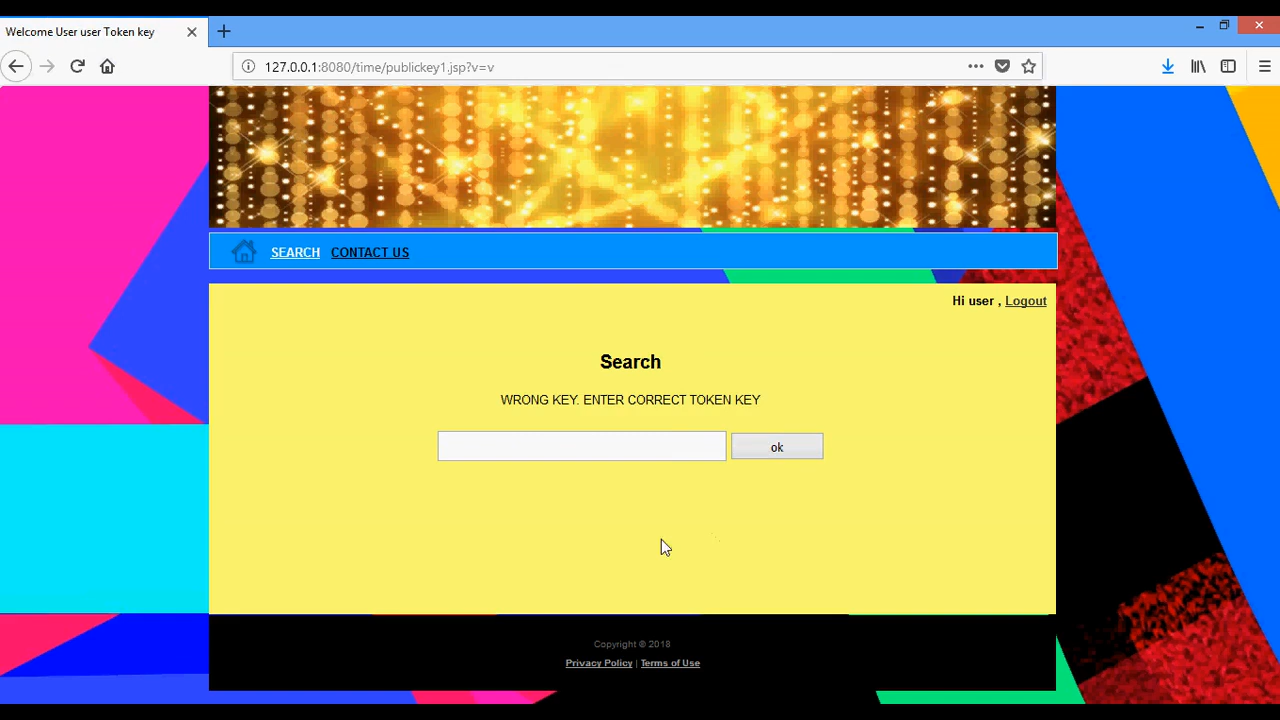 Welcome User user Token key
127.0.0.1:8080/time/publickey1.jsp?v=v
SEARCH CONTACT US
Hi user , Logout
Search
WRONG KEY. ENTER CORRECT TOKEN KEY
ok
Copyright © 2018
Privacy Policy | Terms of Use